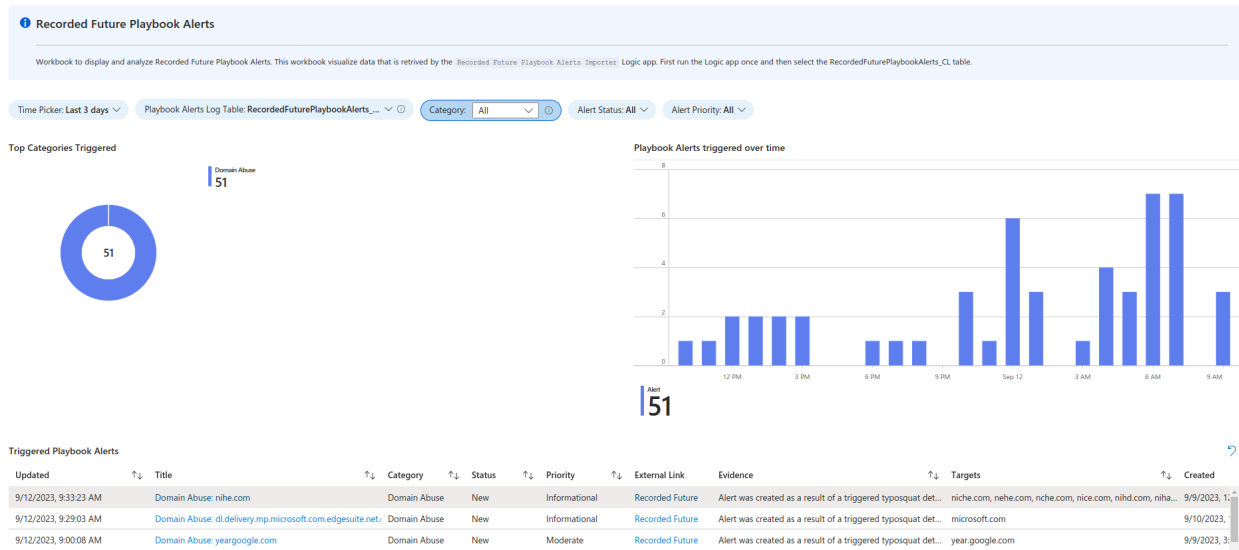 Recorded Future Playbook Alerts
Workbook to display and analyze Recorded Future Playbook Alerts. This workbook visualize data that is retrived by the Recorded Future Playbook Alerts Importer Logic app. First run the Logic app once and then select the RecordedFuturePlaybookAlerts_CL table.
Time Picker: Last 3 days Playbook Alerts Log Table: RecordedFuturePlaybookAlerts_... Category: All Alert Status: All Alert Priority: All
Top Categories Triggered
Domain Abuse
51
51
Playbook Alerts triggered over time
8
6
4
2
0
12 PM 3 PM 6 PM 9 PM Sep 12 3 AM 6 AM 9 AM
Alert
51
Triggered Playbook Alerts
Updated Title Category Status Priority External Link Evidence Targets Created
9/12/2023, 9:33:23 AM Domain Abuse: nihe.com Domain Abuse New Informational Recorded Future Alert was created as a result of a triggered typosquat det... niche.com, nehe.com, nche.com, nice.com, nihd.com, niha... 9/9/2023, 12
9/12/2023, 9:29:03 AM Domain Abuse: dl.delivery.mp.microsoft.com.edgesuite.net. Domain Abuse New Informational Recorded Future Alert was created as a result of a triggered typosquat det... microsoft.com 9/10/2023,
9/12/2023, 9:00:08 AM Domain Abuse: yeargoogle.com Domain Abuse New Moderate Recorded Future Alert was created as a result of a triggered typosquat det... year.google.com 9/9/2023, 3: